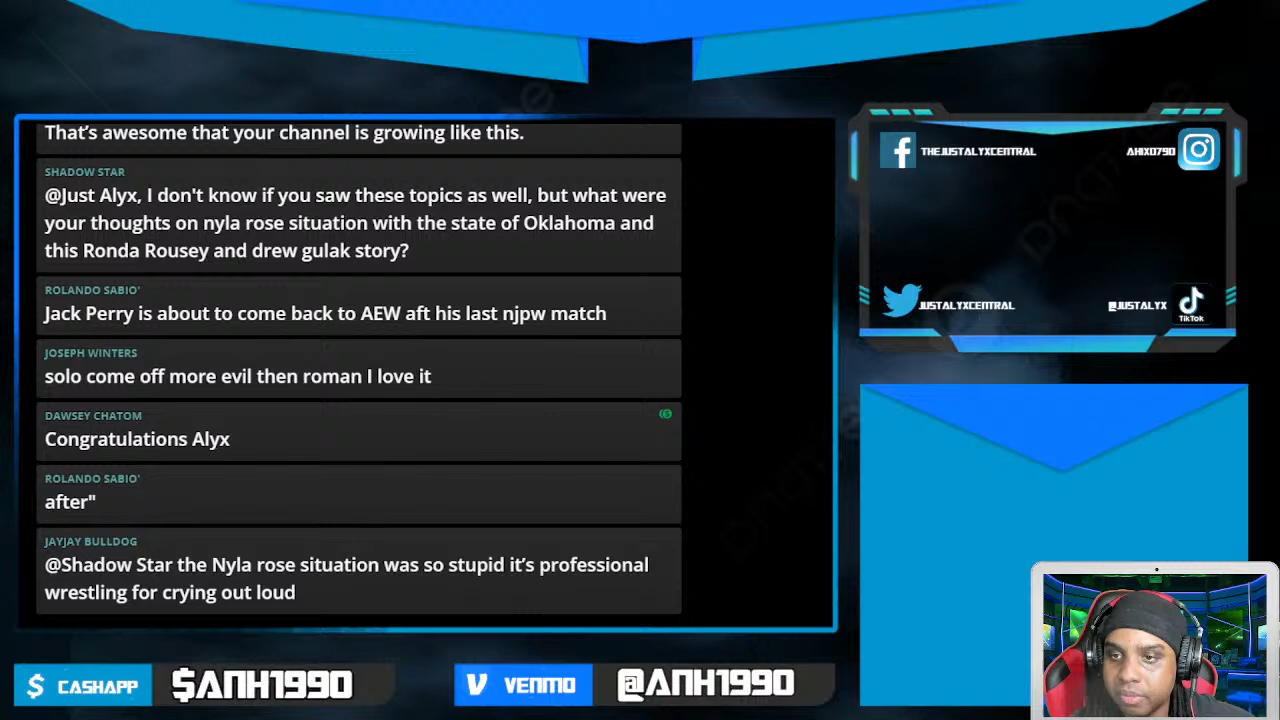 That's awesome that your channel is growing like this.
SHADOW STAR
@Just Alyx, I don't know if you saw these topics as well, but what were
your thoughts on nyla rose situation with the state of Oklahoma and
this Ronda Rousey and drew gulak story?
ROLANDO SABIO'
Jack Perry is about to come back to AEW aft his last njpw match
JOSEPH WINTERS
solo come off more evil then roman I love it
DAWSEY CHATOM
Congratulations Alyx
ROLANDO SABIO'
after"
JAYJAY BULLDOG
@Shadow Star the Nyla rose situation was so stupid it's professional
wrestling for crying out loud
THEJUSTALYXCENTRAL
AHIX0790
JUSTALYXCENTRAL
@JUSTALYX
TikTok
$ CASHAPP
$ANH1990
V VENMO
@ANH1990